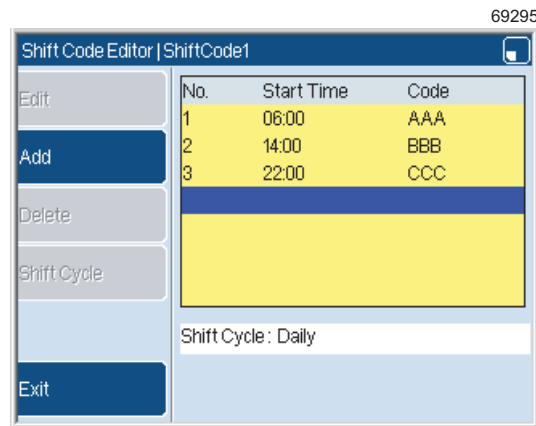 69295
Shift Code Editor | ShiftCode1
Edit
Add
Delete
Shift Cycle
Exit
No. Start Time Code
1 06:00 AAA
2 14:00 BBB
3 22:00 CCC
Shift Cycle : Daily